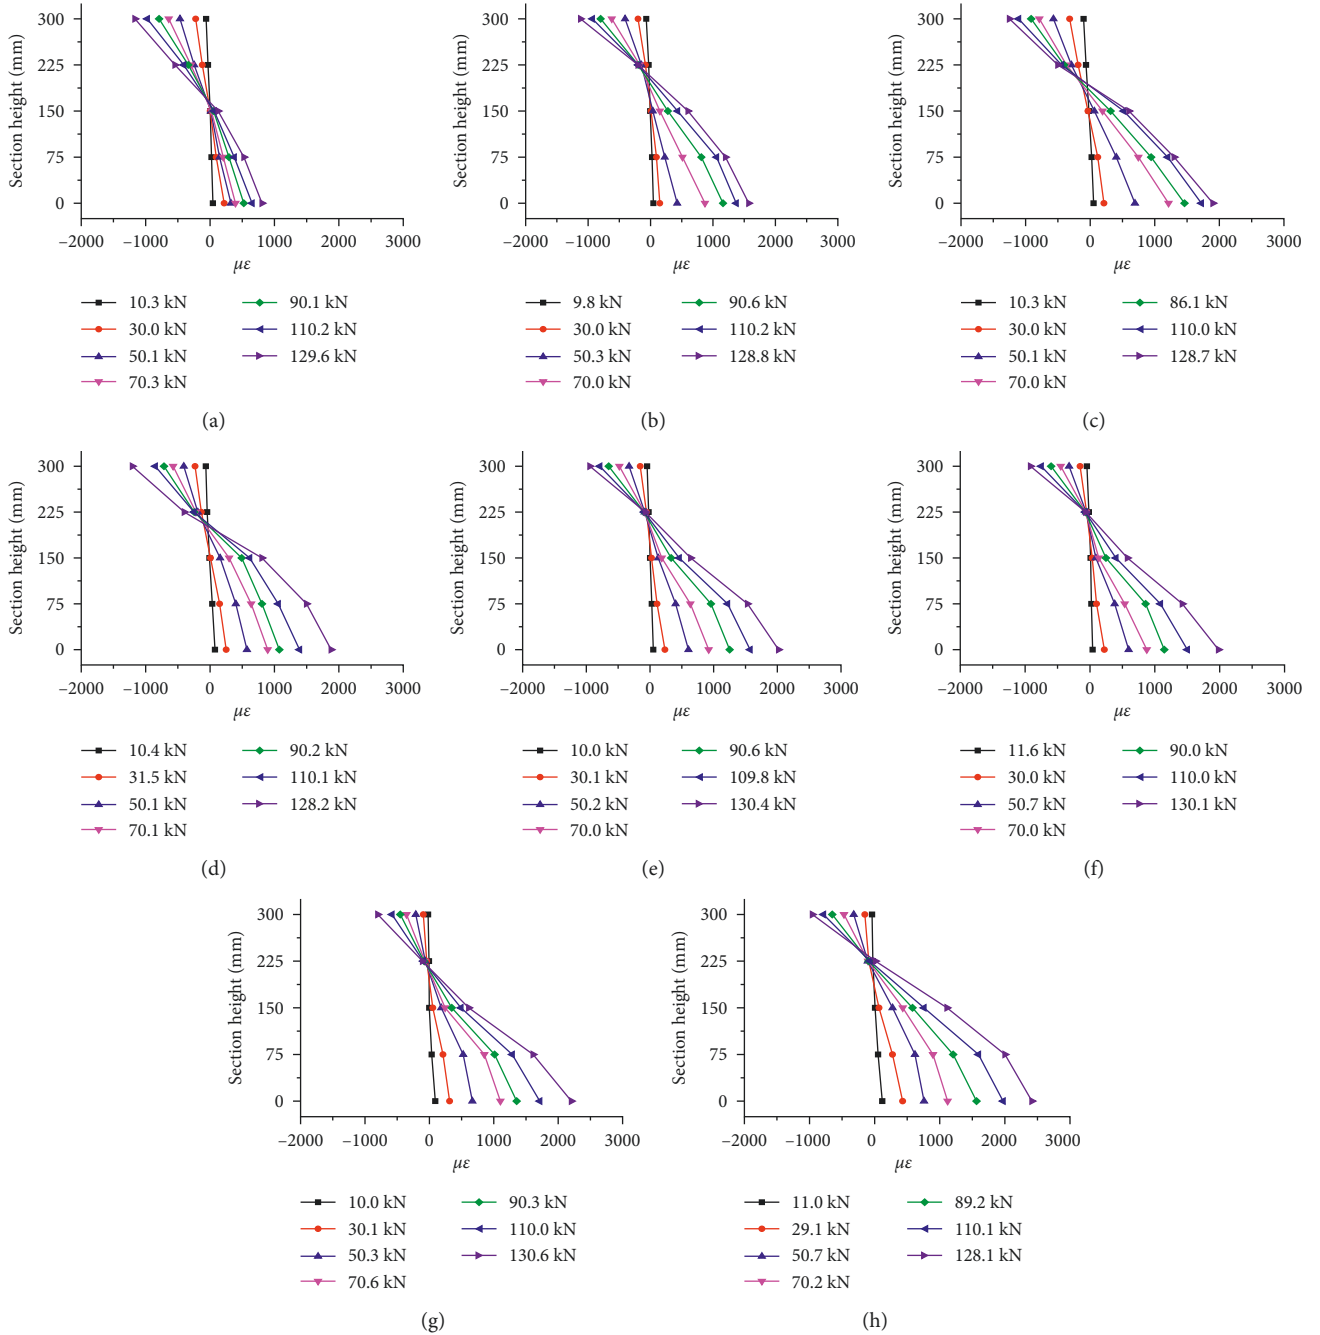 300
225
150
75
0
Section height (mm)
−2000 −1000 0 1000 2000 3000
με
10.3 kN 90.1 kN
30.0 kN 110.2 kN
50.1 kN 129.6 kN
70.3 kN
(a)
300
225
150
75
0
Section height (mm)
−2000 −1000 0 1000 2000 3000
με
9.8 kN 90.6 kN
30.0 kN 110.2 kN
50.3 kN 128.8 kN
70.0 kN
(b)
300
225
150
75
0
Section height (mm)
−2000 −1000 0 1000 2000 3000
με
10.3 kN 86.1 kN
30.0 kN 110.0 kN
50.1 kN 128.7 kN
70.0 kN
(c)
300
225
150
75
0
Section height (mm)
−2000 −1000 0 1000 2000 3000
με
10.4 kN 90.2 kN
31.5 kN 110.1 kN
50.1 kN 128.2 kN
70.1 kN
(d)
300
225
150
75
0
Section height (mm)
−2000 −1000 0 1000 2000 3000
με
10.0 kN 90.6 kN
30.1 kN 109.8 kN
50.2 kN 130.4 kN
70.0 kN
(e)
300
225
150
75
0
Section height (mm)
−2000 −1000 0 1000 2000 3000
με
11.6 kN 90.0 kN
30.0 kN 110.0 kN
50.7 kN 130.1 kN
70.0 kN
(f)
300
225
150
75
0
Section height (mm)
−2000 −1000 0 1000 2000 3000
με
10.0 kN 90.3 kN
30.1 kN 110.0 kN
50.3 kN 130.6 kN
70.6 kN
(g)
300
225
150
75
0
Section height (mm)
−2000 −1000 0 1000 2000 3000
με
11.0 kN 89.2 kN
29.1 kN 110.1 kN
50.7 kN 128.1 kN
70.2 kN
(h)